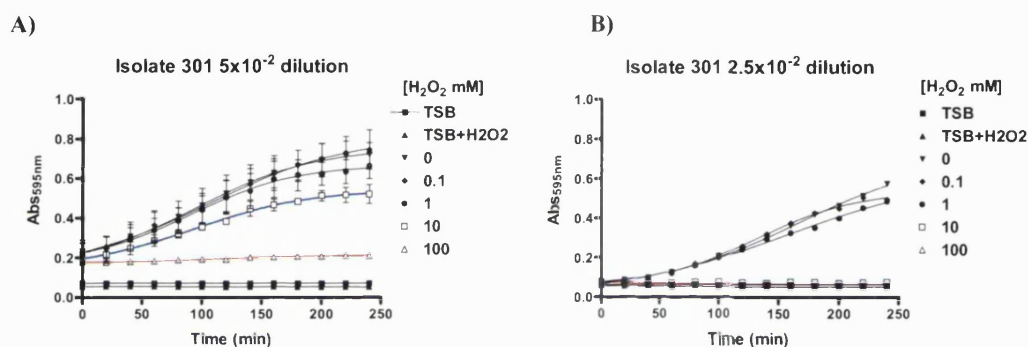 A)
Isolate 301 5x10⁻² dilution
Abs595nm
1.0
0.8
0.6
0.4
0.2
0.0
0
50
100
150
200
250
Time (min)
[H₂O₂ mM]
TSB
TSB+H2O2
0
0.1
1
10
100
B)
Isolate 301 2.5x10⁻² dilution
Abs595nm
1.0
0.8
0.6
0.4
0.2
0.0
0
50
100
150
200
250
Time (min)
[H₂O₂ mM]
TSB
TSB+H2O2
0
0.1
1
10
100